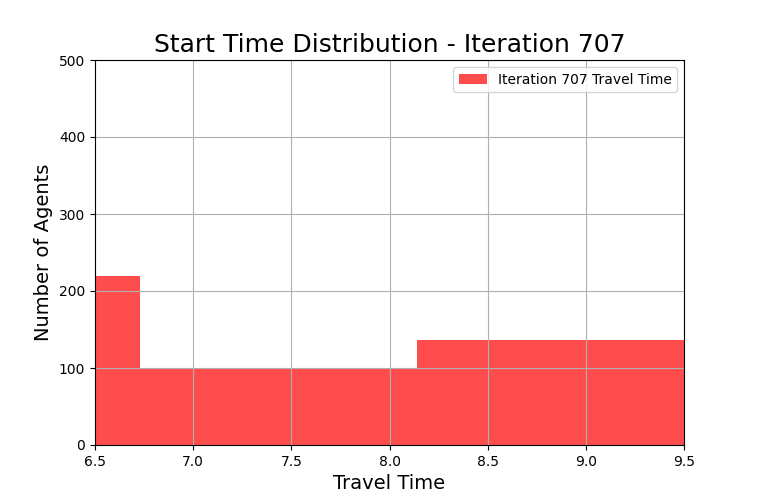 Start Time Distribution - Iteration 707
Iteration 707 Travel Time
Number of Agents
500
400
300
200
100
0
6.5 7.0 7.5 8.0 8.5 9.0 9.5
Travel Time